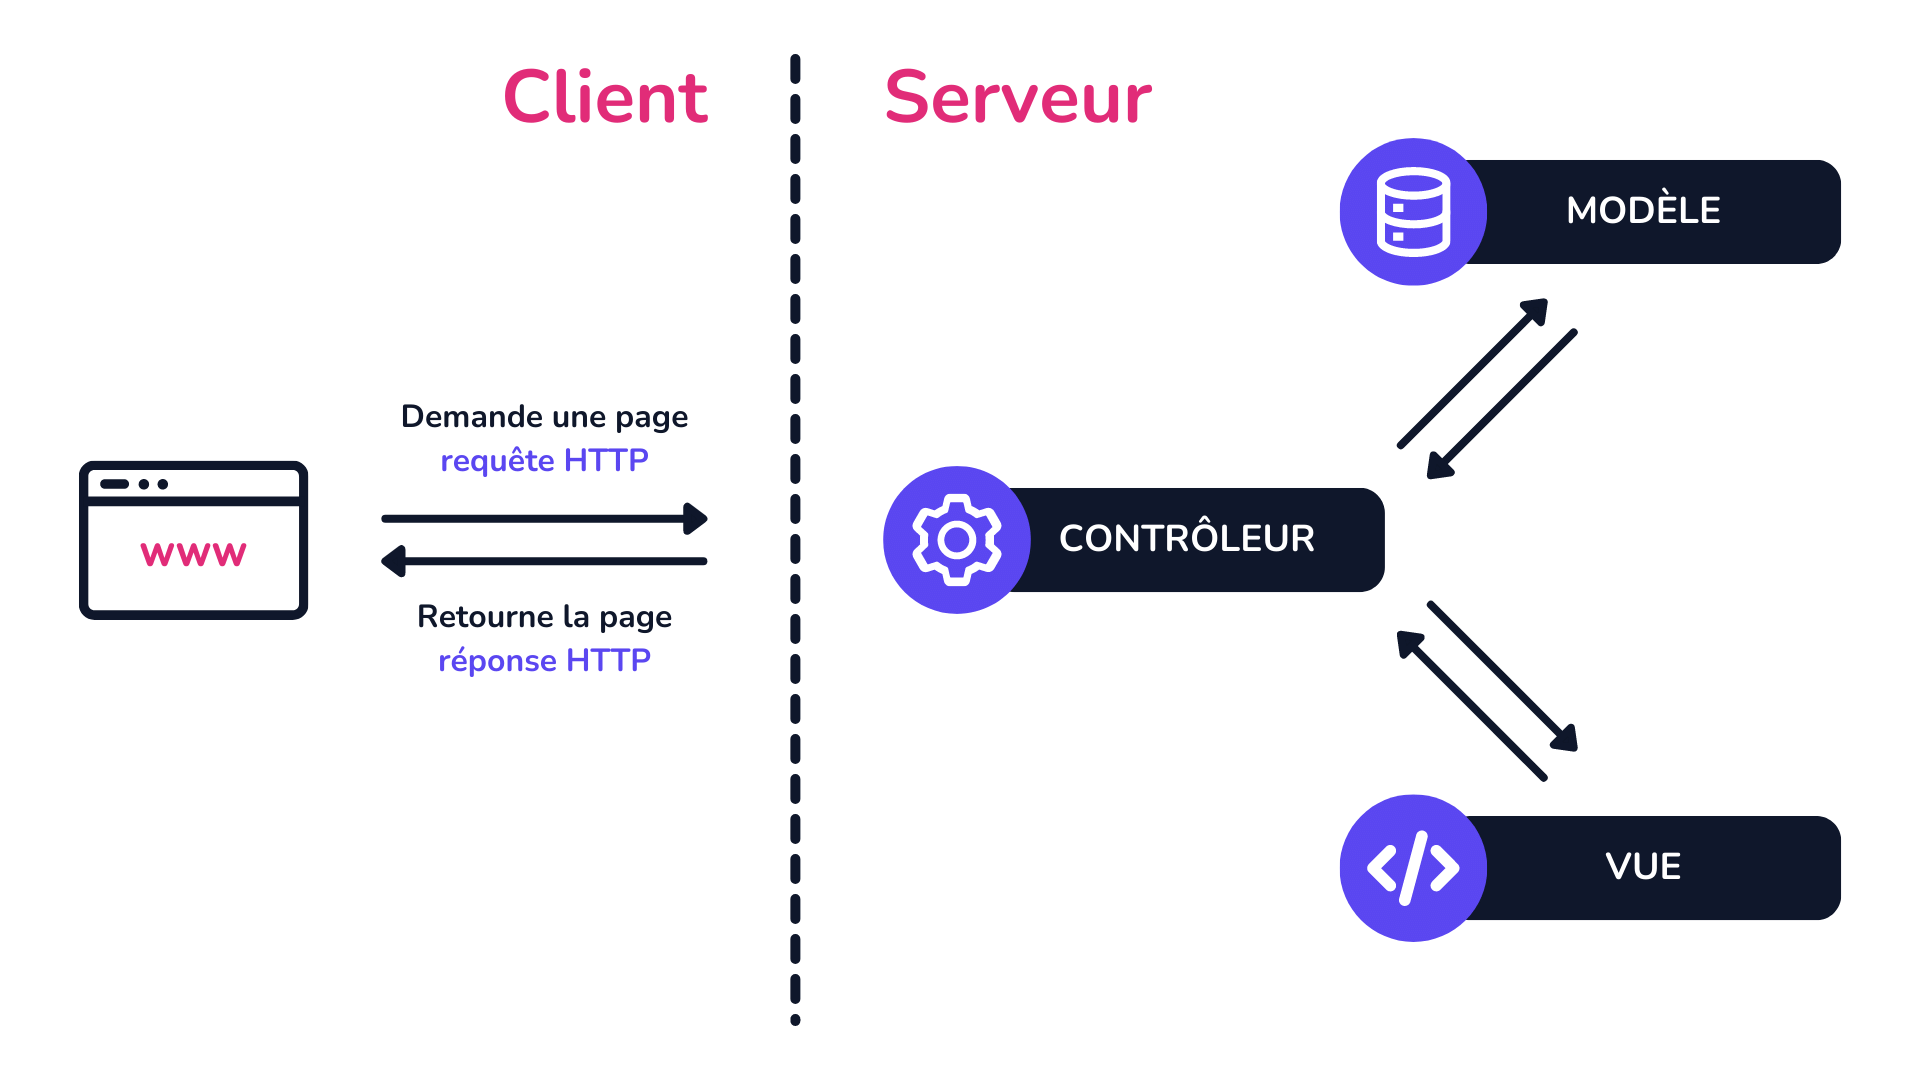 Client
Serveur
MODÈLE
Demande une page
requête HTTP
www
CONTRÔLEUR
Retourne la page
réponse HTTP
VUE